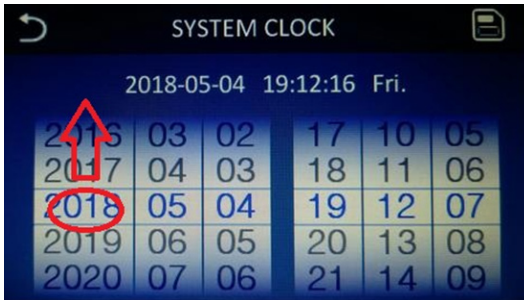 SYSTEM CLOCK
2018-05-04 19:12:16 Fri.
2016 03 02 17 10 05
2017 04 03 18 11 06
2018 05 04 19 12 07
2019 06 05 20 13 08
2020 07 06 21 14 09